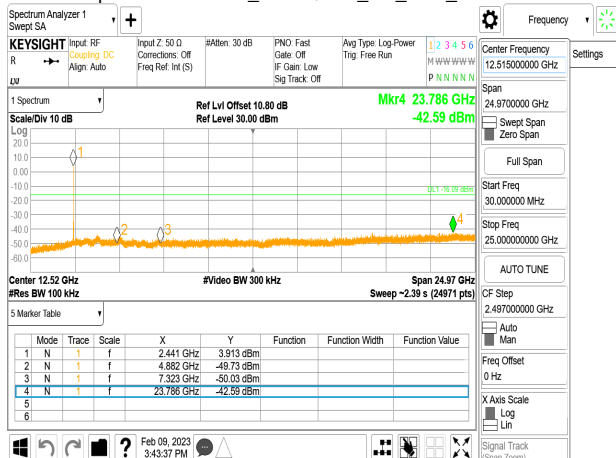 Spectrum Analyzer 1
Swept SA
Frequency
KEYSIGHT
R
LXI
Input: RF
Coupling: DC
Align: Auto
Input Z: 50 Ω
Corrections: Off
Freq Ref: Int (S)
#Atten: 30 dB
PNO: Fast
Gate: Off
IF Gain: Low
Sig Track: Off
Avg Type: Log-Power
Trig: Free Run
1 2 3 4 5 6
M W W W W W
P N N N N N
Center Frequency
12.515000000 GHz
Settings
Span
24.9700000 GHz
Swept Span
Zero Span
Full Span
Start Freq
30.000000 MHz
Stop Freq
25.000000000 GHz
AUTO TUNE
CF Step
2.497000000 GHz
Auto
Man
Freq Offset
0 Hz
X Axis Scale
Log
Lin
Signal Track
(Span Zoom)
1 Spectrum
Scale/Div 10 dB
Ref Lvl Offset 10.80 dB
Ref Level 30.00 dBm
Mkr4 23.786 GHz
-42.59 dBm
Log
20.0
10.0
0.00
-10.0
-20.0
-30.0
-40.0
-50.0
-60.0
1
2
3
4
DL1 -16.09 dBm
Center 12.52 GHz
#Video BW 300 kHz
Span 24.97 GHz
#Res BW 100 kHz
Sweep ~2.39 s (24971 pts)
5 Marker Table
Mode Trace Scale X Y Function Function Width Function Value
1 N 1 f 2.441 GHz 3.913 dBm
2 N 1 f 4.882 GHz -49.73 dBm
3 N 1 f 7.323 GHz -50.03 dBm
4 N 1 f 23.786 GHz -42.59 dBm
5
6
?
Feb 09, 2023
3:43:37 PM